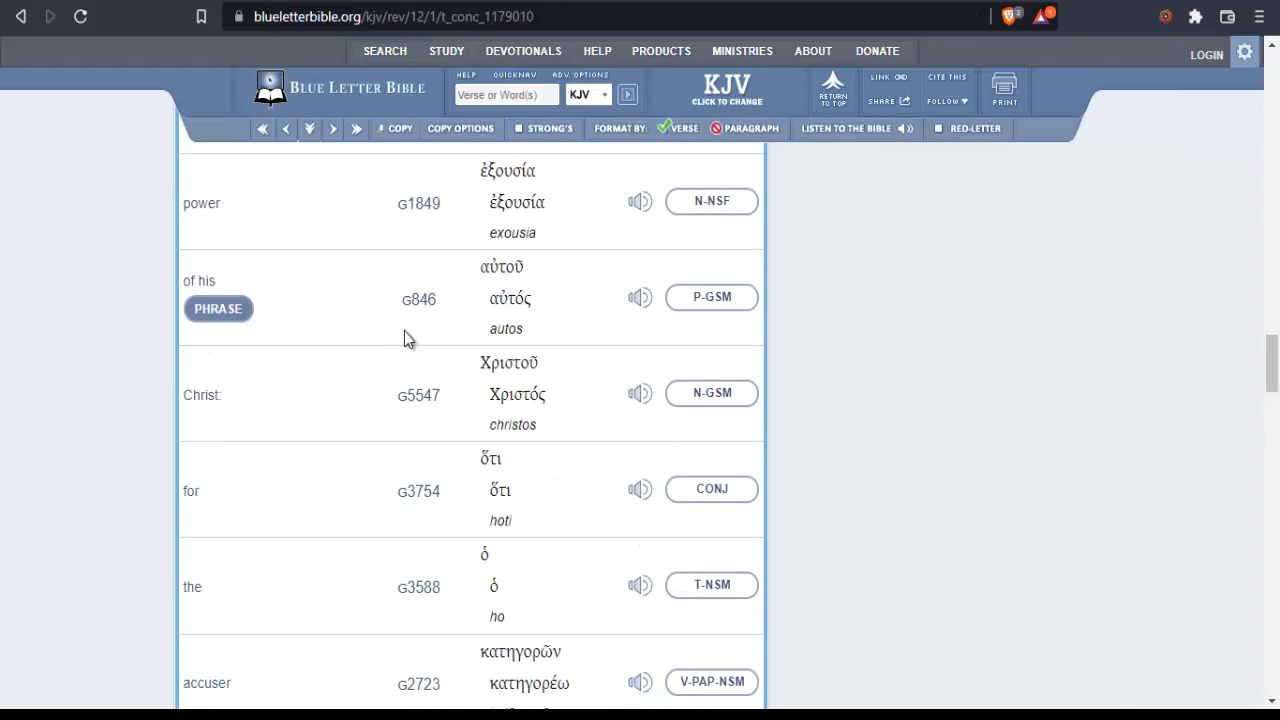 blueletterbible.org/kjv/rev/12/1/t_conc_1179010
2
1
SEARCH STUDY DEVOTIONALS HELP PRODUCTS MINISTRIES ABOUT DONATE
LOGIN
BLUE LETTER BIBLE
HELP QUICKNAV ADV. OPTIONS
Verse or Word(s) KJV
KJV
CLICK TO CHANGE
RETURN
TO TOP
LINK CITE THIS
SHARE FOLLOW
PRINT
COPY COPY OPTIONS STRONG'S FORMAT BY: VERSE PARAGRAPH LISTEN TO THE BIBLE RED-LETTER
ἐξουσία
power G1849 ἐξουσία N-NSF
exousia
αὐτοῦ
of his
PHRASE G846 αὐτός P-GSM
autos
Χριστοῦ
Christ: G5547 Χριστός N-GSM
christos
ὅτι
for G3754 ὅτι CONJ
hoti
ὁ
the G3588 ὁ T-NSM
ho
κατηγορῶν
accuser G2723 κατηγορέω V-PAP-NSM